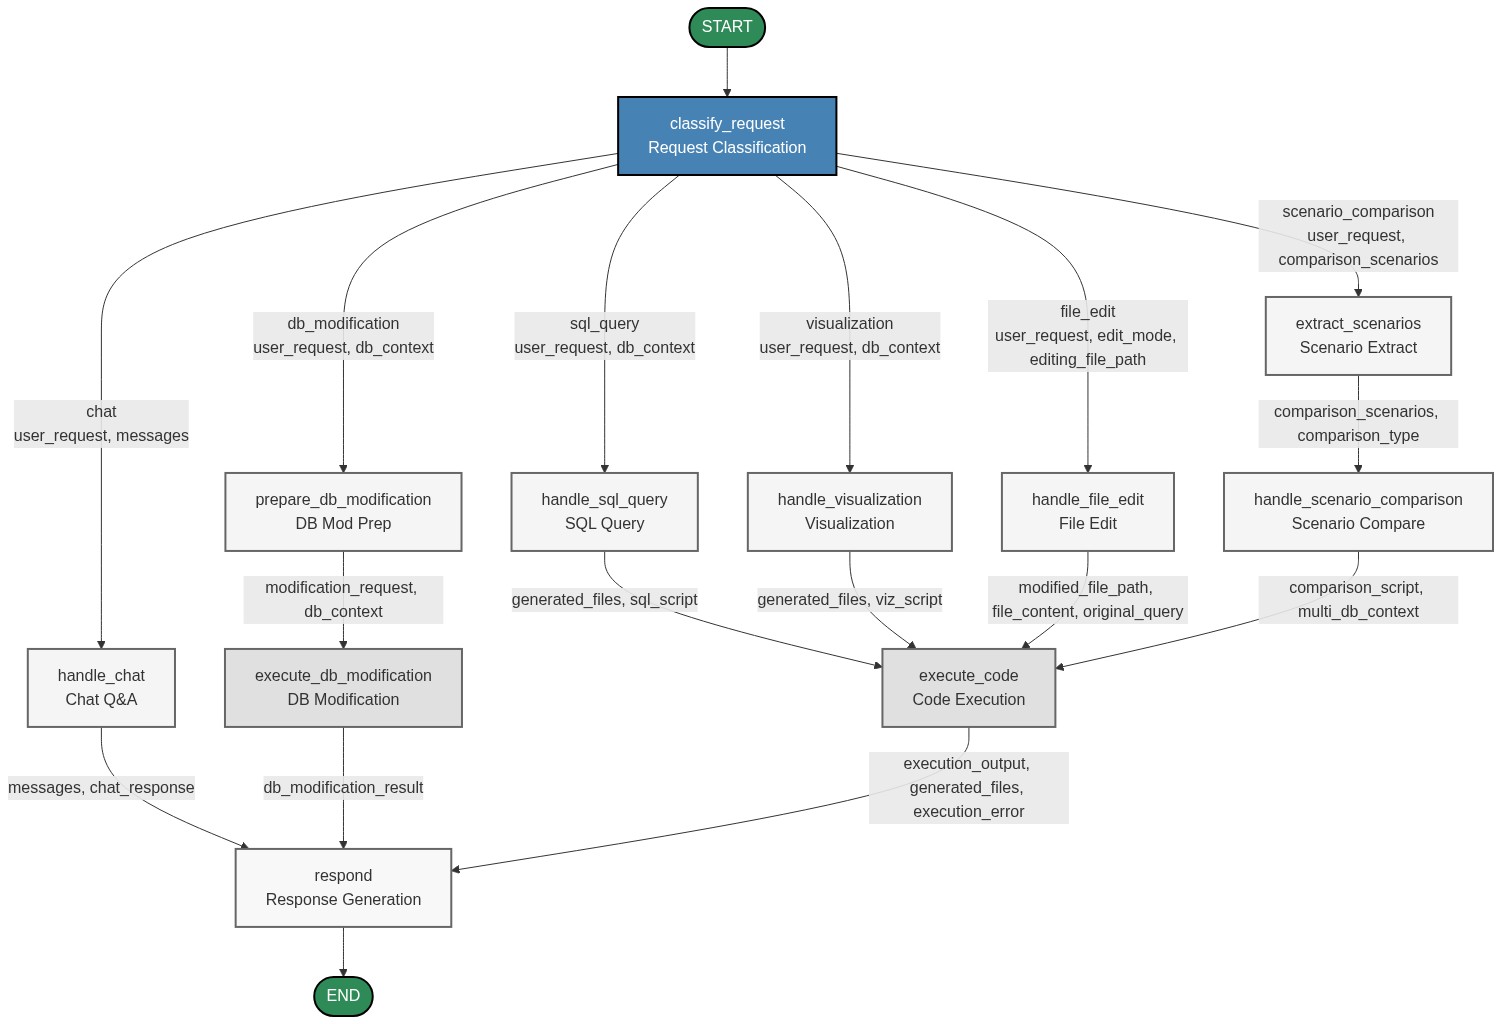 START
classify_request
Request Classification
scenario_comparison
user_request,
comparison_scenarios
db_modification
user_request, db_context
sql_query
user_request, db_context
visualization
user_request, db_context
file_edit
user_request, edit_mode,
editing_file_path
extract_scenarios
Scenario Extract
chat
user_request, messages
comparison_scenarios,
comparison_type
prepare_db_modification
DB Mod Prep
handle_sql_query
SQL Query
handle_visualization
Visualization
handle_file_edit
File Edit
handle_scenario_comparison
Scenario Compare
modification_request,
db_context
generated_files, sql_script
generated_files, viz_script
modified_file_path,
file_content, original_query
comparison_script,
multi_db_context
handle_chat
Chat Q&A
execute_db_modification
DB Modification
execute_code
Code Execution
messages, chat_response
db_modification_result
execution_output,
generated_files,
execution_error
respond
Response Generation
END